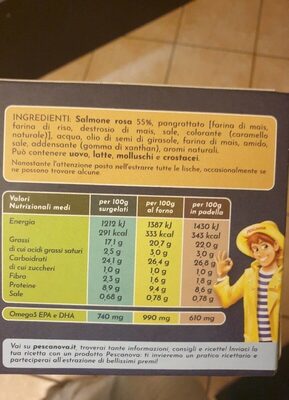 INGREDIENTI: Salmone rosa 55%, pangrattato [farina di mais,
farina di riso, destrosio di mais, sale, colorante (caramello
naturale)], acqua, olio di semi di girasole, farina di mais, amido,
sale, addensante (gomma di xanthan), aromi naturali.
Può contenere uovo, latte, molluschi e crostacei.
Nonostante l'attenzione posta nell'estrarre tutte le lische, occasionalmente se
ne possono trovare alcune.
Valori Nutrizionali medi per 100g surgelati per 100g al forno per 100g in padella
Energia 1212 kJ 1387 kJ 1430 kJ
291 kcal 333 kcal 343 kcal
Grassi 17,1 g 20,7 g 22,0 g
di cui acidi grassi saturi 2,5 g 3,0 g 3,0 g
Carboidrati 24,1 g 26,4 g 26,8 g
di cui zuccheri 1,0 g 1,0 g 1,0 g
Fibra 2,3 g 1,6 g 1,8 g
Proteine 8,9 g 9,4 g 8,6 g
Sale 0,68 g 0,78 g 0,78 g
Omega3 EPA e DHA 740 mg 990 mg 610 mg
Vai su pescanova.it, troverai tante informazioni, consigli e ricette! Inviaci la
tua ricetta con un prodotto Pescanova: ti invieremo un pratico ricettario e
parteciperai all'estrazione di bellissimi premi!